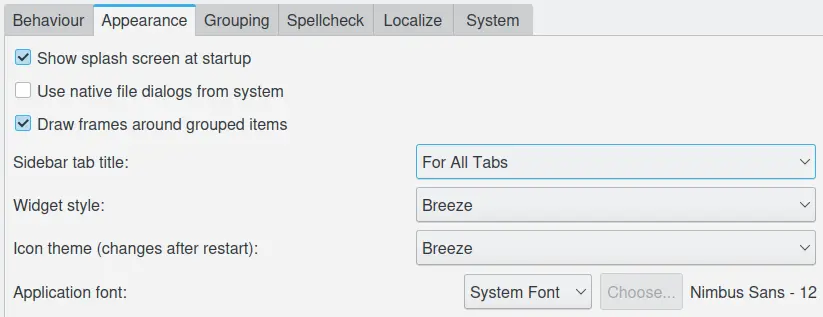 Behaviour Appearance Grouping Spellcheck Localize System
Show splash screen at startup
Use native file dialogs from system
Draw frames around grouped items
Sidebar tab title: For All Tabs
Widget style: Breeze
Icon theme (changes after restart): Breeze
Application font: System Font Choose... Nimbus Sans - 12